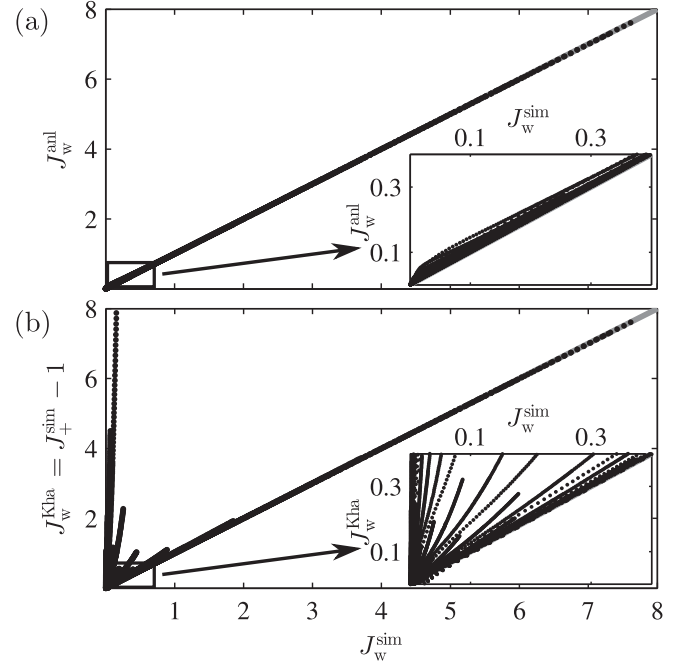 (a)
8
6
4
2
J_w^anl
J_w^sim
0.1 0.3
0.3
0.1
J_w^anl
(b)
8
6
4
2
J_w^Kha = J_+^sim − 1
J_w^sim
0.1 0.3
0.3
0.1
J_w^Kha
1 2 3 4 5 6 7 8
J_w^sim